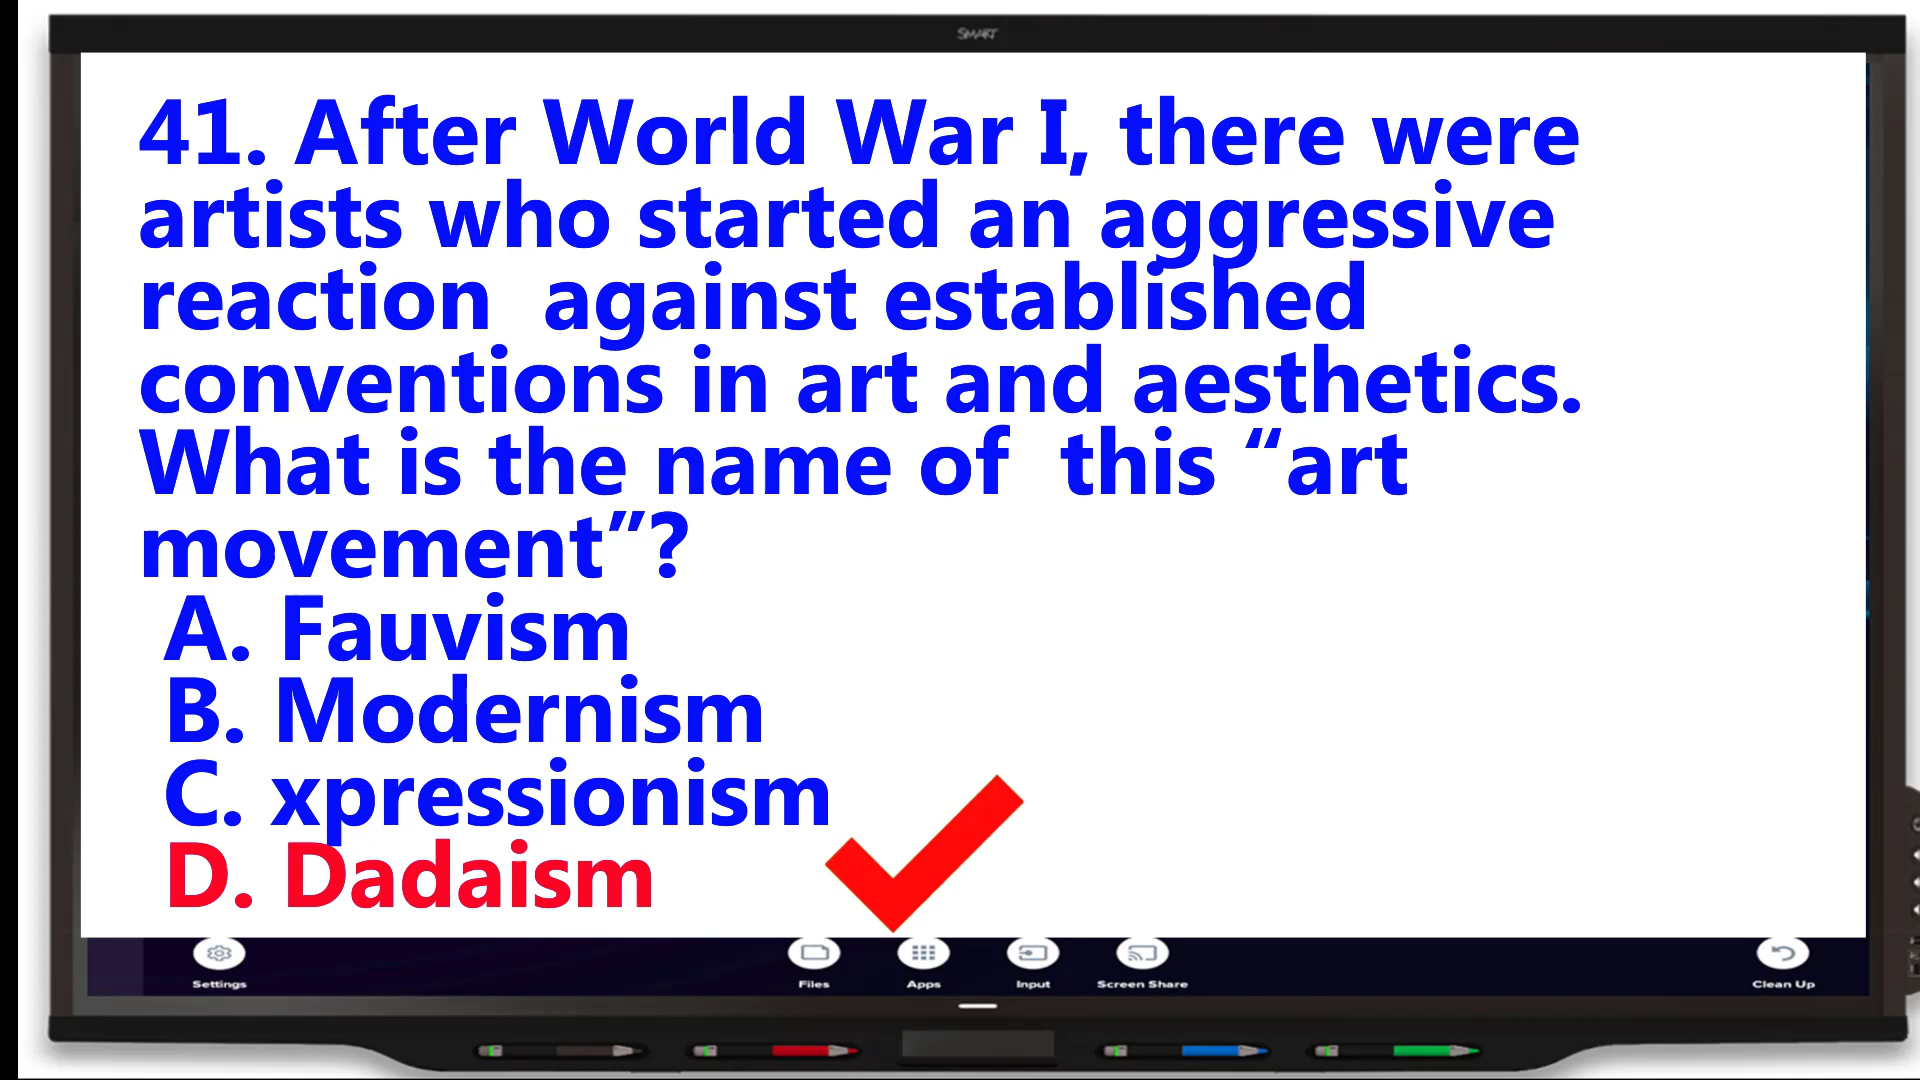 SMART
41. After World War I, there were
artists who started an aggressive
reaction  against established
conventions in art and aesthetics.
What is the name of  this “art
movement”?
A. Fauvism
B. Modernism
C. xpressionism
D. Dadaism
Settings
Files
Apps
Input
Screen Share
Clean Up